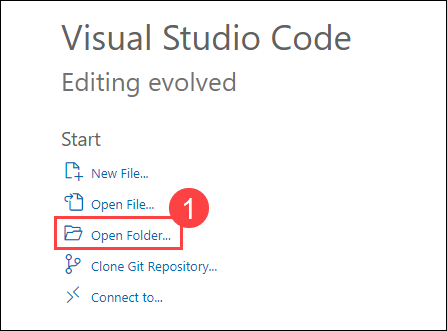 Visual Studio Code
Editing evolved
Start
New File...
Open File...
1
Open Folder...
Clone Git Repository...
Connect to...